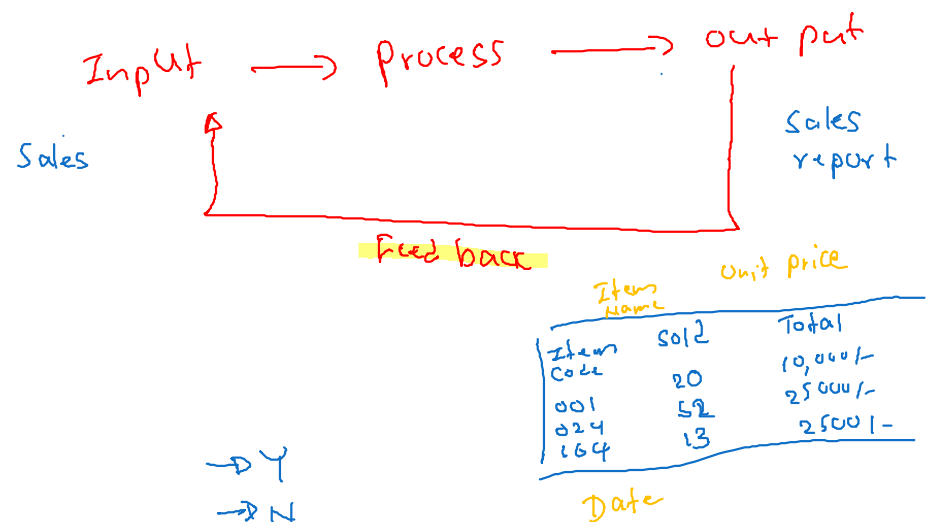 Input → Process → out put
Sales
Sales
report
Feed back
Item
Name
Unit price
Item
Code
Sold
Total
001
20
10,000/-
024
52
25000/-
104
13
2500/-
→ Y
→ N
Date